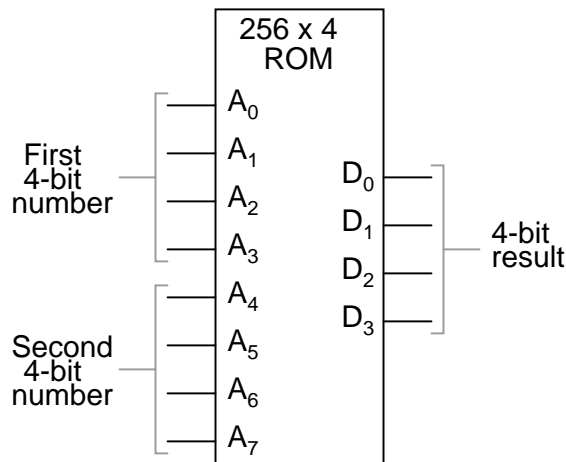 256 x 4
ROM
First
4-bit
number
Second
4-bit
number
A0
A1
A2
A3
A4
A5
A6
A7
D0
D1
D2
D3
4-bit
result